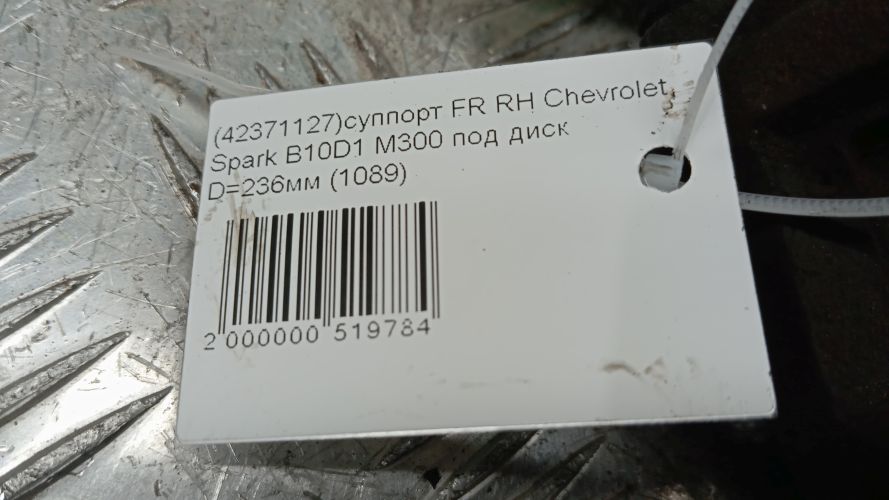 (42371127)суппорт FR RH Chevrolet
Spark B10D1 M300 под диск
D=236мм (1089)
2 000000 519784